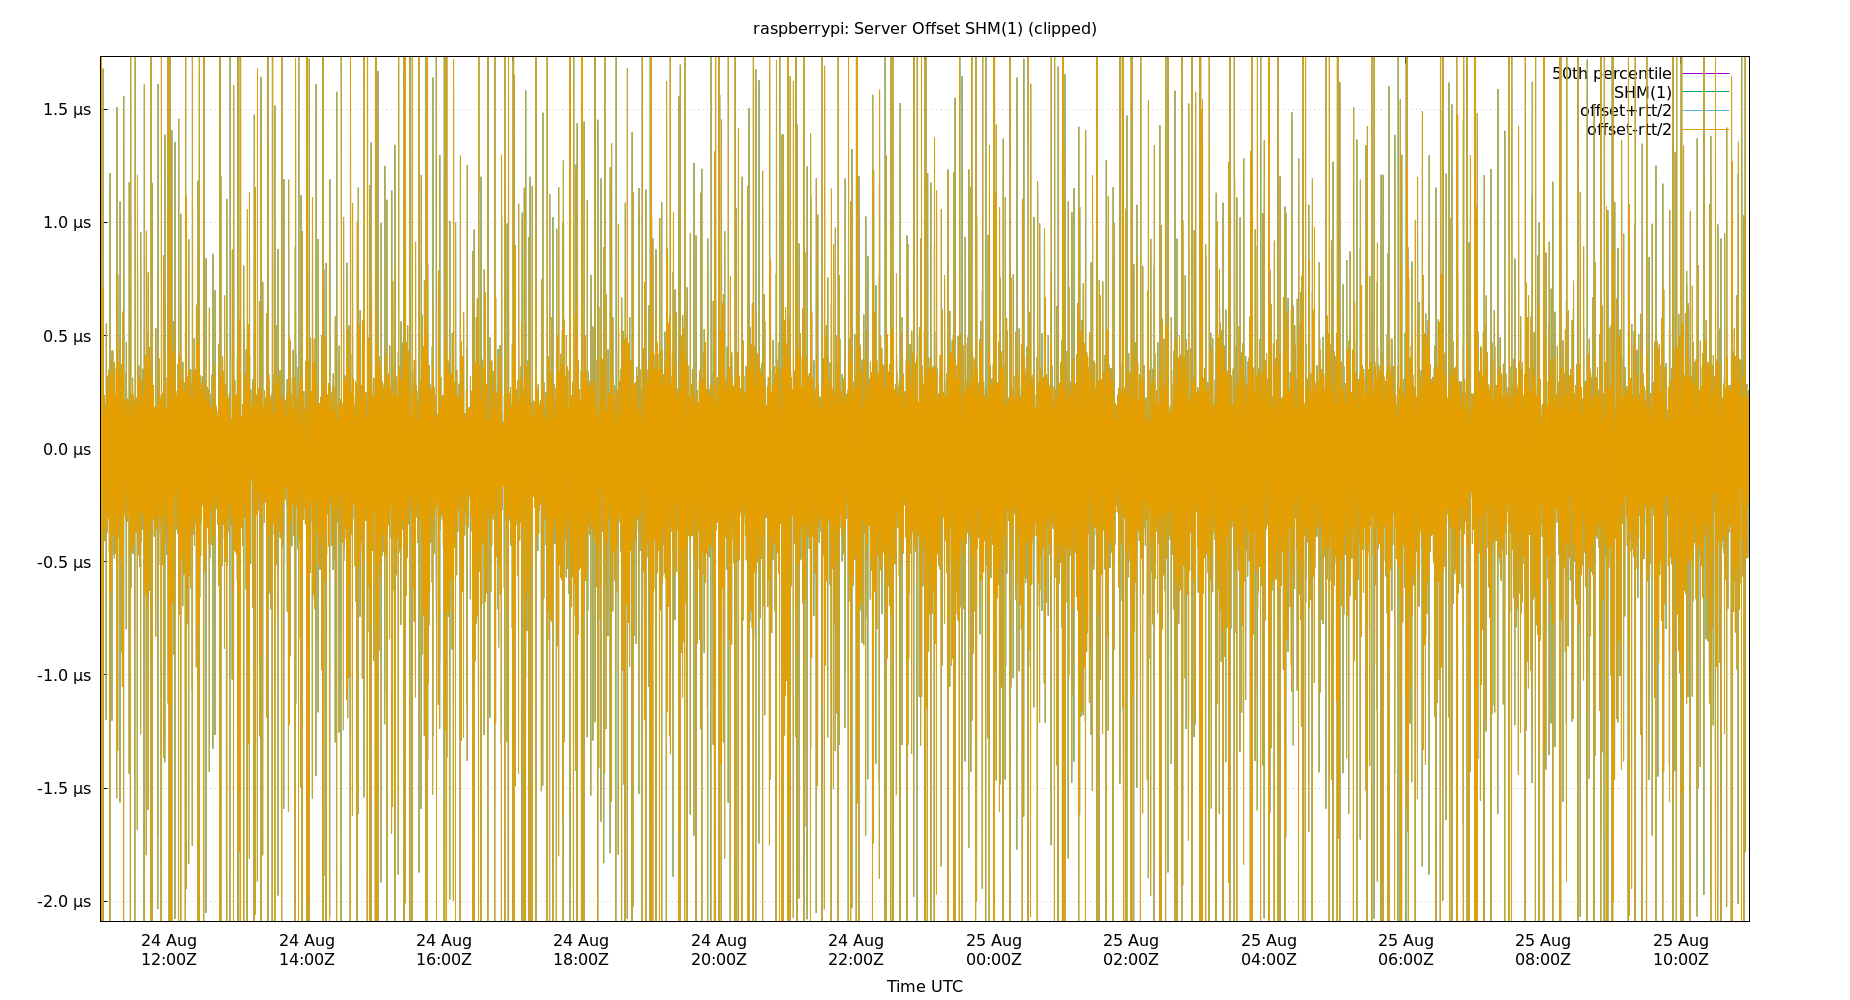 raspberrypi: Server Offset SHM(1) (clipped)
50th percentile
SHM(1)
offset+rtt/2
offset-rtt/2
1.5 µs
1.0 µs
0.5 µs
0.0 µs
-0.5 µs
-1.0 µs
-1.5 µs
-2.0 µs
24 Aug 24 Aug 24 Aug 24 Aug 24 Aug 24 Aug 25 Aug 25 Aug 25 Aug 25 Aug 25 Aug 25 Aug
12:00Z 14:00Z 16:00Z 18:00Z 20:00Z 22:00Z 00:00Z 02:00Z 04:00Z 06:00Z 08:00Z 10:00Z
Time UTC